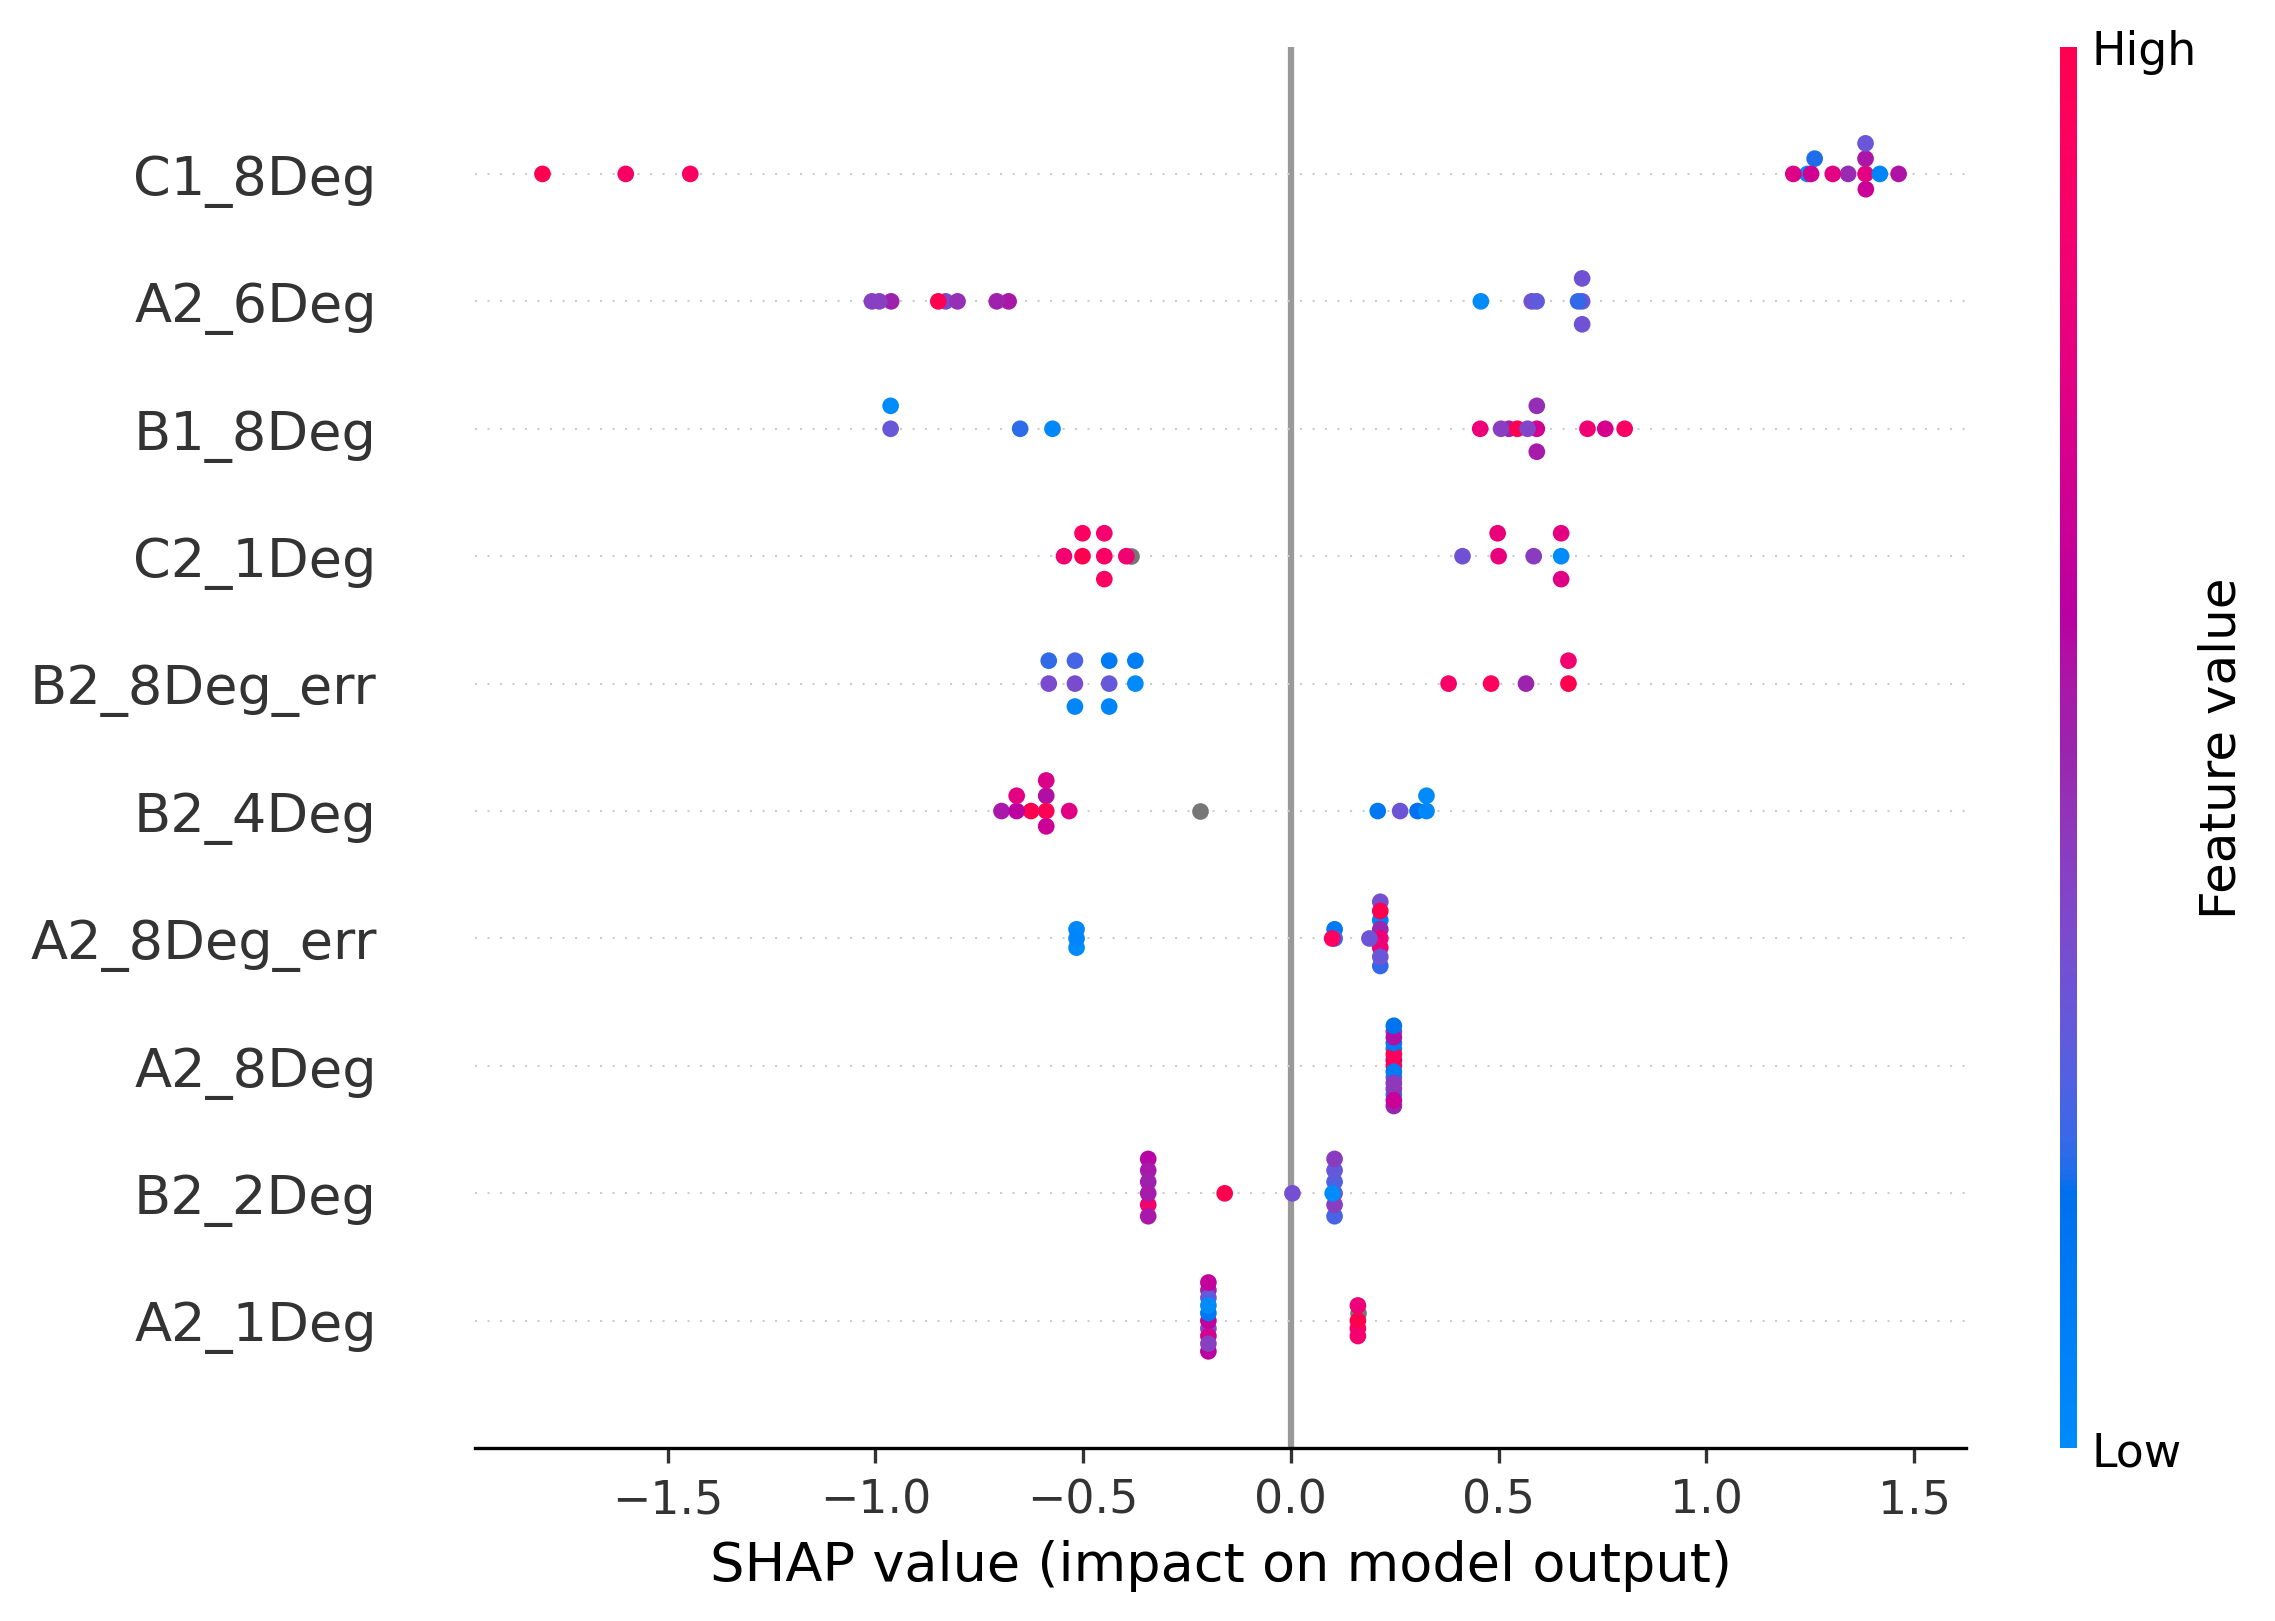 High
C1_8Deg
A2_6Deg
B1_8Deg
C2_1Deg
B2_8Deg_err
B2_4Deg
A2_8Deg_err
A2_8Deg
B2_2Deg
A2_1Deg
Feature value
Low
−1.5 −1.0 −0.5 0.0 0.5 1.0 1.5
SHAP value (impact on model output)